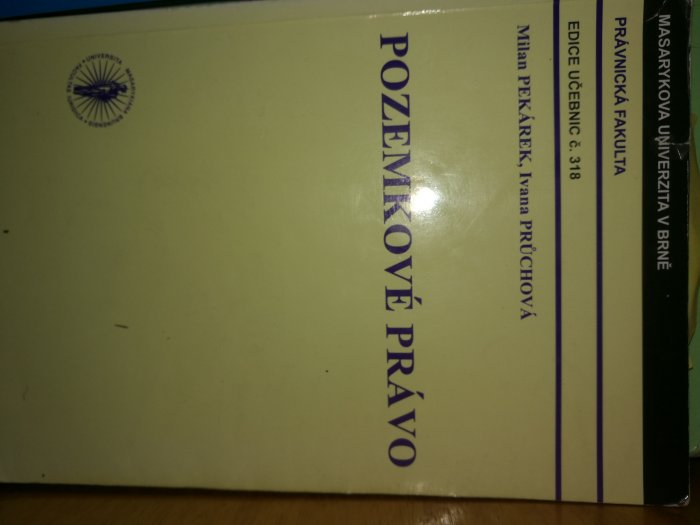 MASARYKOVA UNIVERZITA V BRNĚ
PRÁVNICKÁ FAKULTA
EDICE UČEBNIC č. 318
Milan PEKÁREK, Ivana PRŮCHOVÁ
POZEMKOVÉ PRÁVO